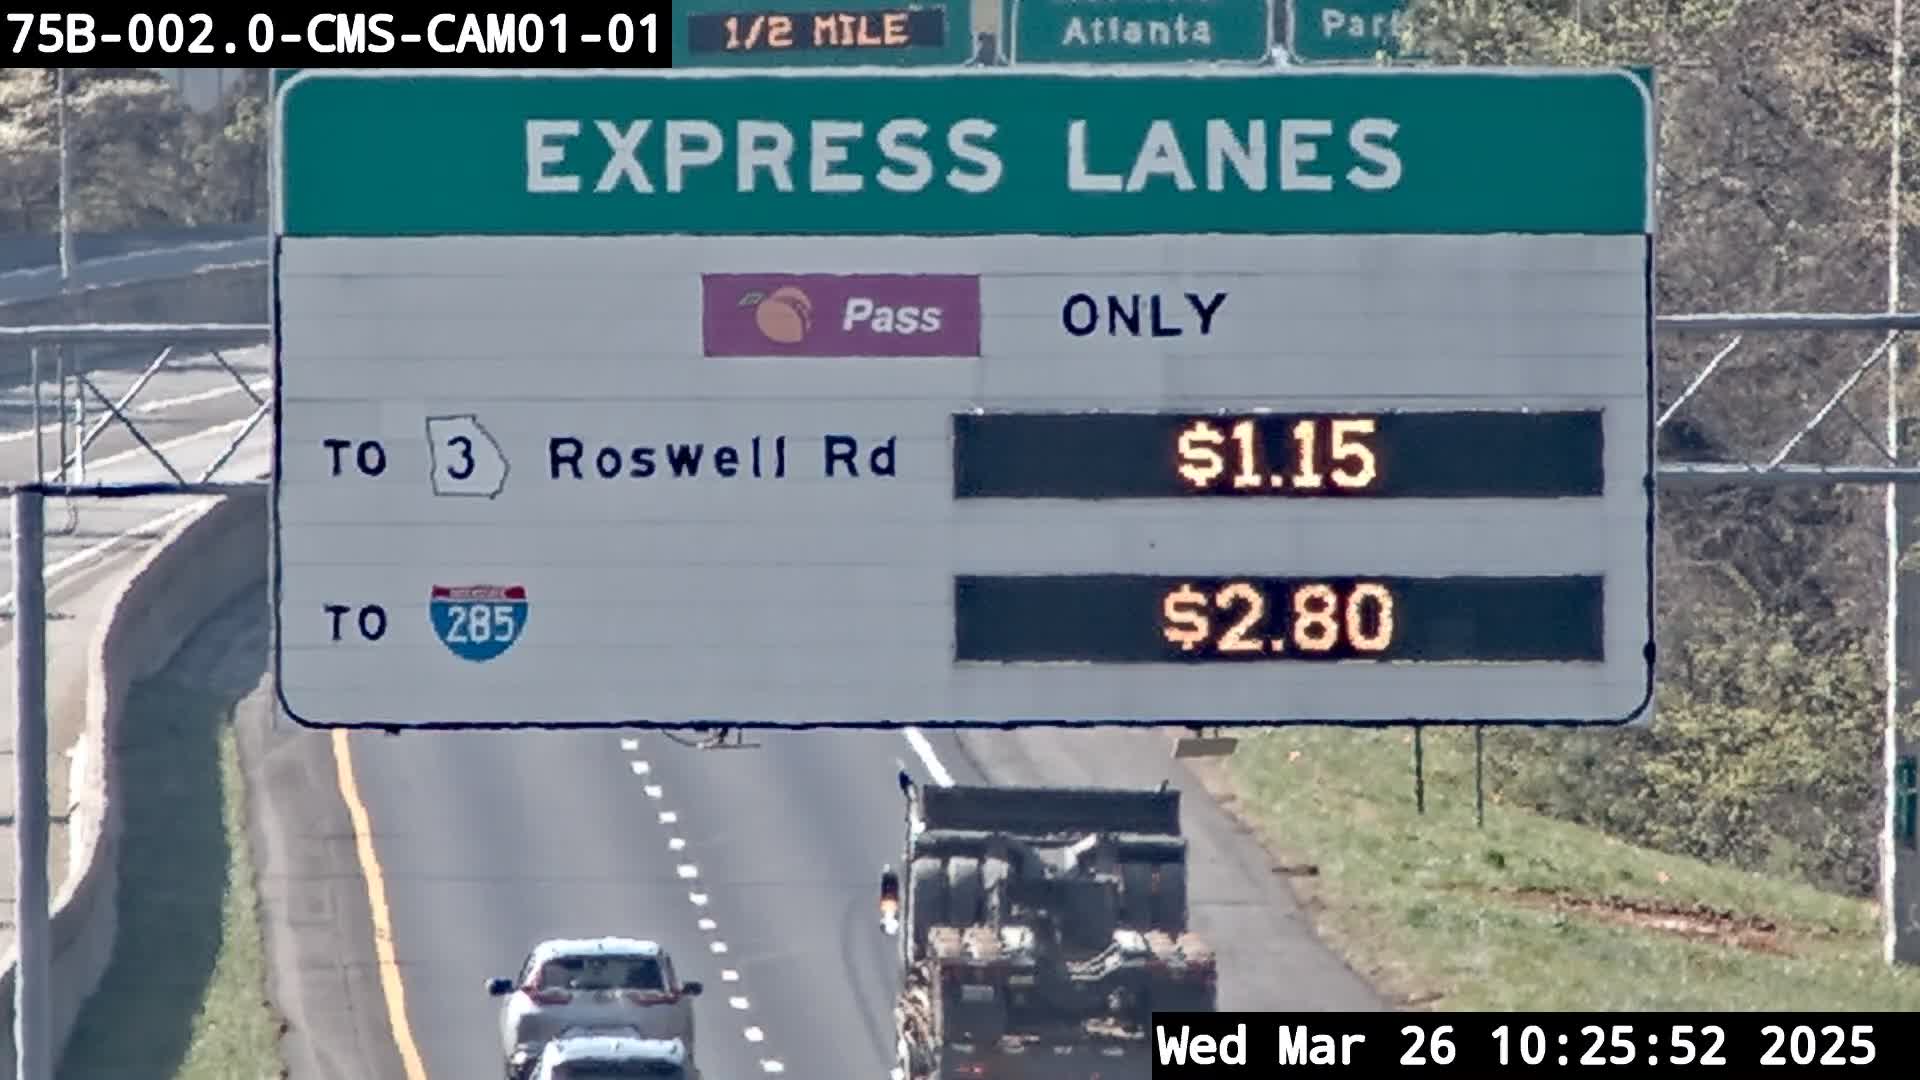 75B-002.0-CMS-CAM01-01
1/2 MILE
Atlanta
EXPRESS LANES
Pass ONLY
TO 3 Roswell Rd $1.15
TO 285 $2.80
Wed Mar 26 10:25:52 2025